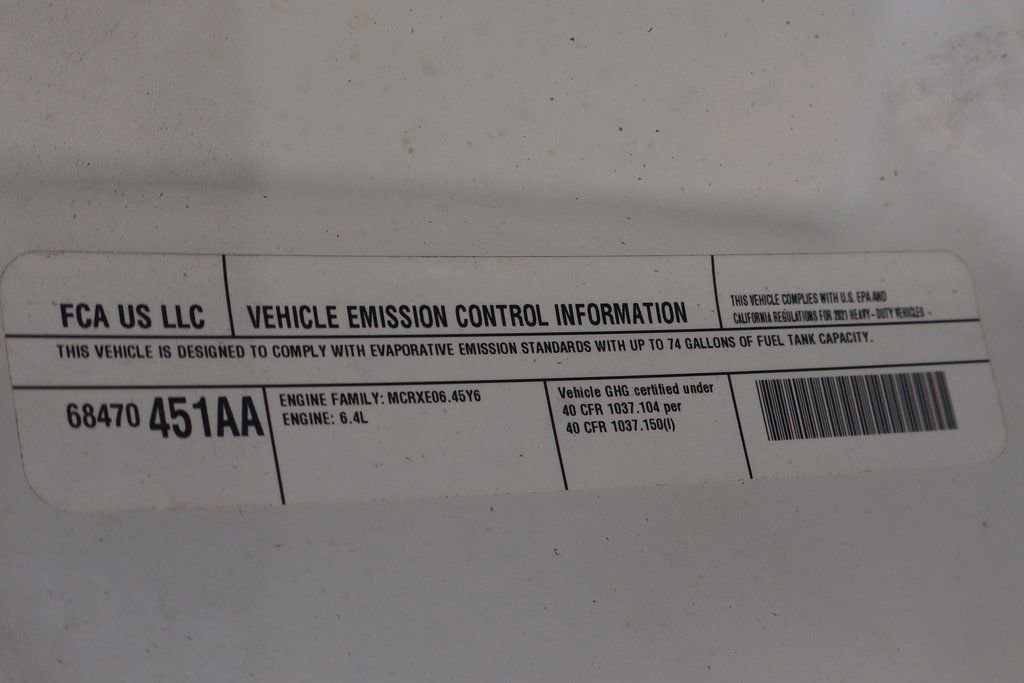 FCA US LLC
VEHICLE EMISSION CONTROL INFORMATION
THIS VEHICLE COMPLIES WITH U.S. EPA AND
CALIFORNIA REGULATIONS FOR 2021 HEAVY - DUTY VEHICLES
THIS VEHICLE IS DESIGNED TO COMPLY WITH EVAPORATIVE EMISSION STANDARDS WITH UP TO 74 GALLONS OF FUEL TANK CAPACITY.
68470 451AA
ENGINE FAMILY: MCRXE06.45Y6
ENGINE: 6.4L
Vehicle GHG certified under
40 CFR 1037.104 per
40 CFR 1037.150(l)